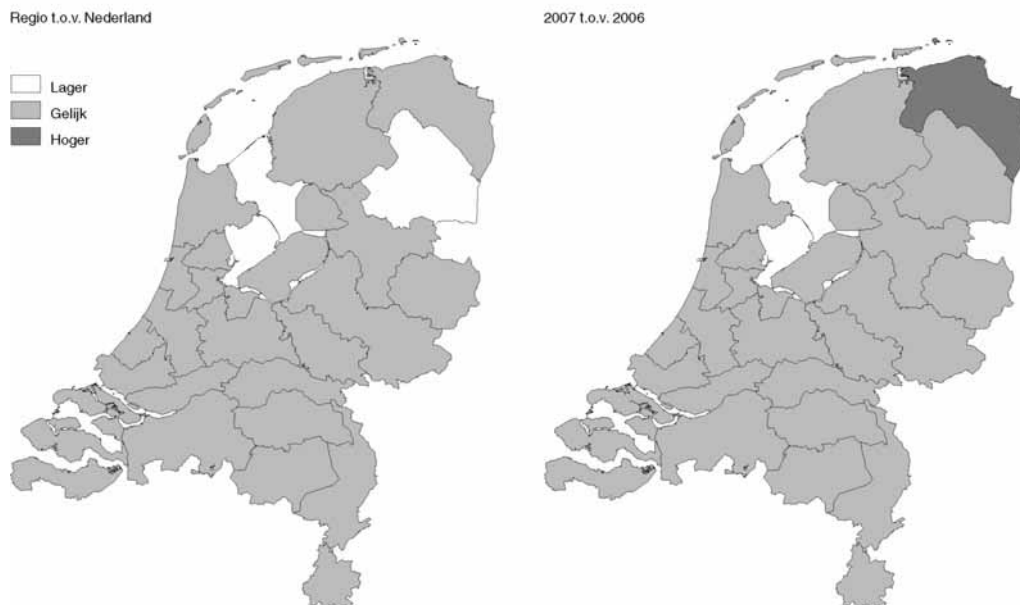 Regio t.o.v. Nederland
2007 t.o.v. 2006
Lager
Gelijk
Hoger